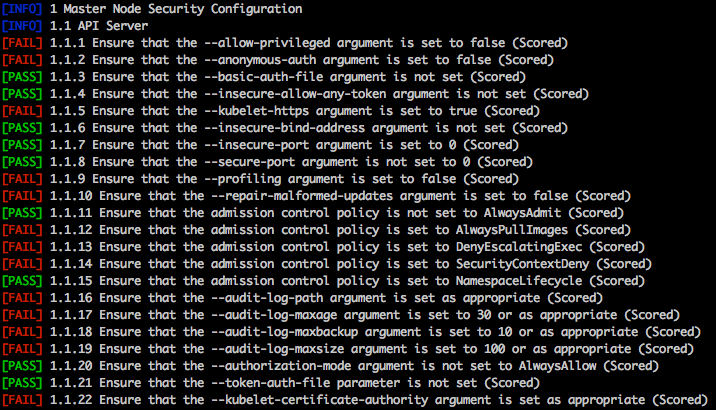 [INFO] 1 Master Node Security Configuration
[INFO] 1.1 API Server
[FAIL] 1.1.1 Ensure that the --allow-privileged argument is set to false (Scored)
[FAIL] 1.1.2 Ensure that the --anonymous-auth argument is set to false (Scored)
[PASS] 1.1.3 Ensure that the --basic-auth-file argument is not set (Scored)
[PASS] 1.1.4 Ensure that the --insecure-allow-any-token argument is not set (Scored)
[FAIL] 1.1.5 Ensure that the --kubelet-https argument is set to true (Scored)
[PASS] 1.1.6 Ensure that the --insecure-bind-address argument is not set (Scored)
[PASS] 1.1.7 Ensure that the --insecure-port argument is set to 0 (Scored)
[PASS] 1.1.8 Ensure that the --secure-port argument is not set to 0 (Scored)
[FAIL] 1.1.9 Ensure that the --profiling argument is set to false (Scored)
[FAIL] 1.1.10 Ensure that the --repair-malformed-updates argument is set to false (Scored)
[PASS] 1.1.11 Ensure that the admission control policy is not set to AlwaysAdmit (Scored)
[FAIL] 1.1.12 Ensure that the admission control policy is set to AlwaysPullImages (Scored)
[FAIL] 1.1.13 Ensure that the admission control policy is set to DenyEscalatingExec (Scored)
[FAIL] 1.1.14 Ensure that the admission control policy is set to SecurityContextDeny (Scored)
[PASS] 1.1.15 Ensure that the admission control policy is set to NamespaceLifecycle (Scored)
[FAIL] 1.1.16 Ensure that the --audit-log-path argument is set as appropriate (Scored)
[FAIL] 1.1.17 Ensure that the --audit-log-maxage argument is set to 30 or as appropriate (Scored)
[FAIL] 1.1.18 Ensure that the --audit-log-maxbackup argument is set to 10 or as appropriate (Scored)
[FAIL] 1.1.19 Ensure that the --audit-log-maxsize argument is set to 100 or as appropriate (Scored)
[PASS] 1.1.20 Ensure that the --authorization-mode argument is not set to AlwaysAllow (Scored)
[PASS] 1.1.21 Ensure that the --token-auth-file parameter is not set (Scored)
[FAIL] 1.1.22 Ensure that the --kubelet-certificate-authority argument is set as appropriate (Scored)